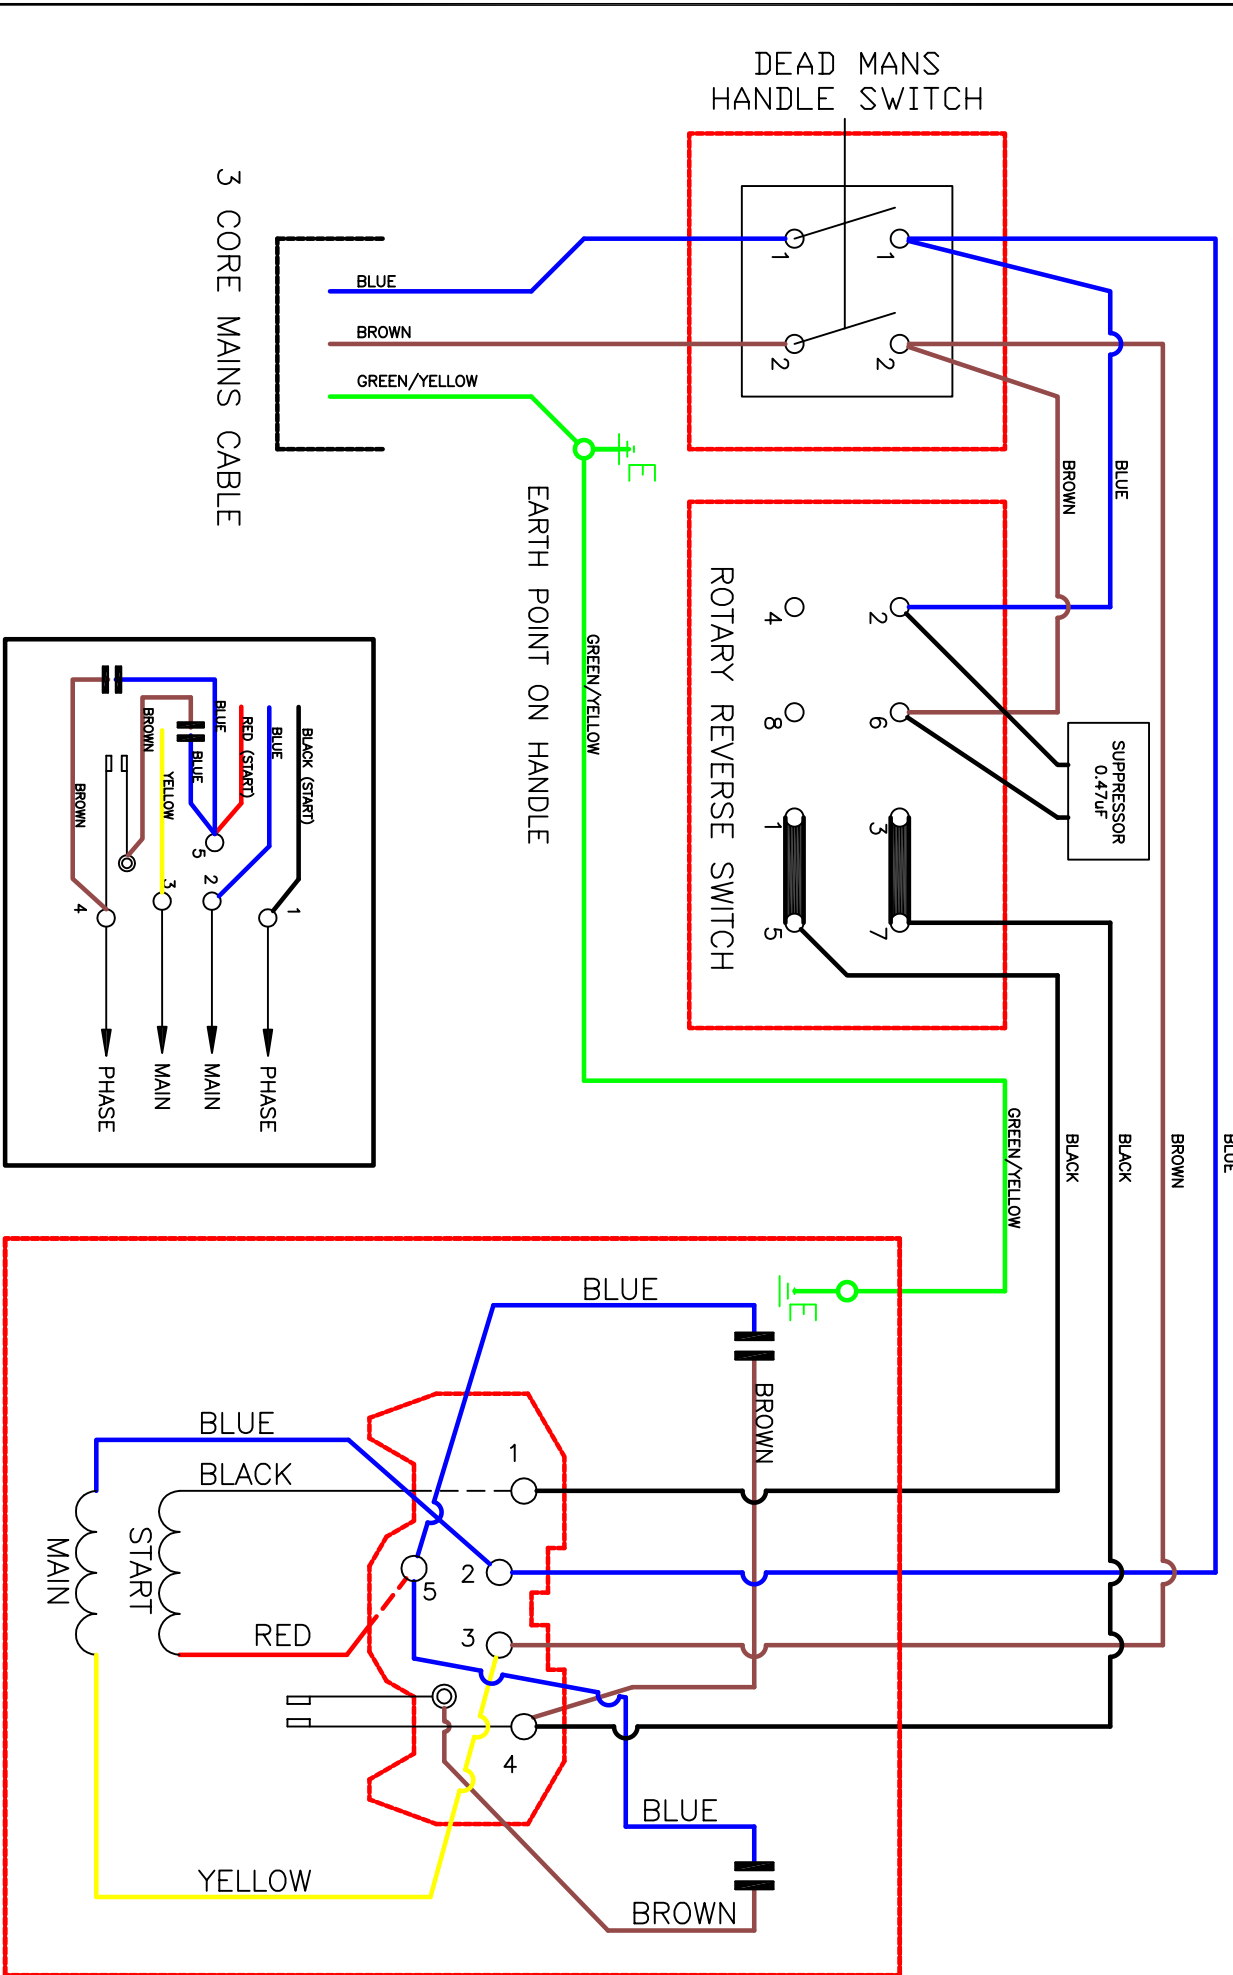 DEAD MANS
HANDLE SWITCH
3 CORE MAINS CABLE
BLUE
BROWN
GREEN/YELLOW
1
1
2
2
E
EARTH POINT ON HANDLE
GREEN/YELLOW
BROWN
BLUE
ROTARY REVERSE SWITCH
4
2
8
6
1
3
5
7
SUPPRESSOR
0.47uF
GREEN/YELLOW
BLACK
BLACK
BROWN
BLUE
BLACK (START)
BLUE
RED (START)
BLUE
BLUE
BROWN
YELLOW
BROWN
5
3
2
1
4
PHASE
MAIN
MAIN
PHASE
E
BLUE
BROWN
BLUE
BLACK
1
2
5
3
4
MAIN
START
RED
BLUE
YELLOW
BROWN